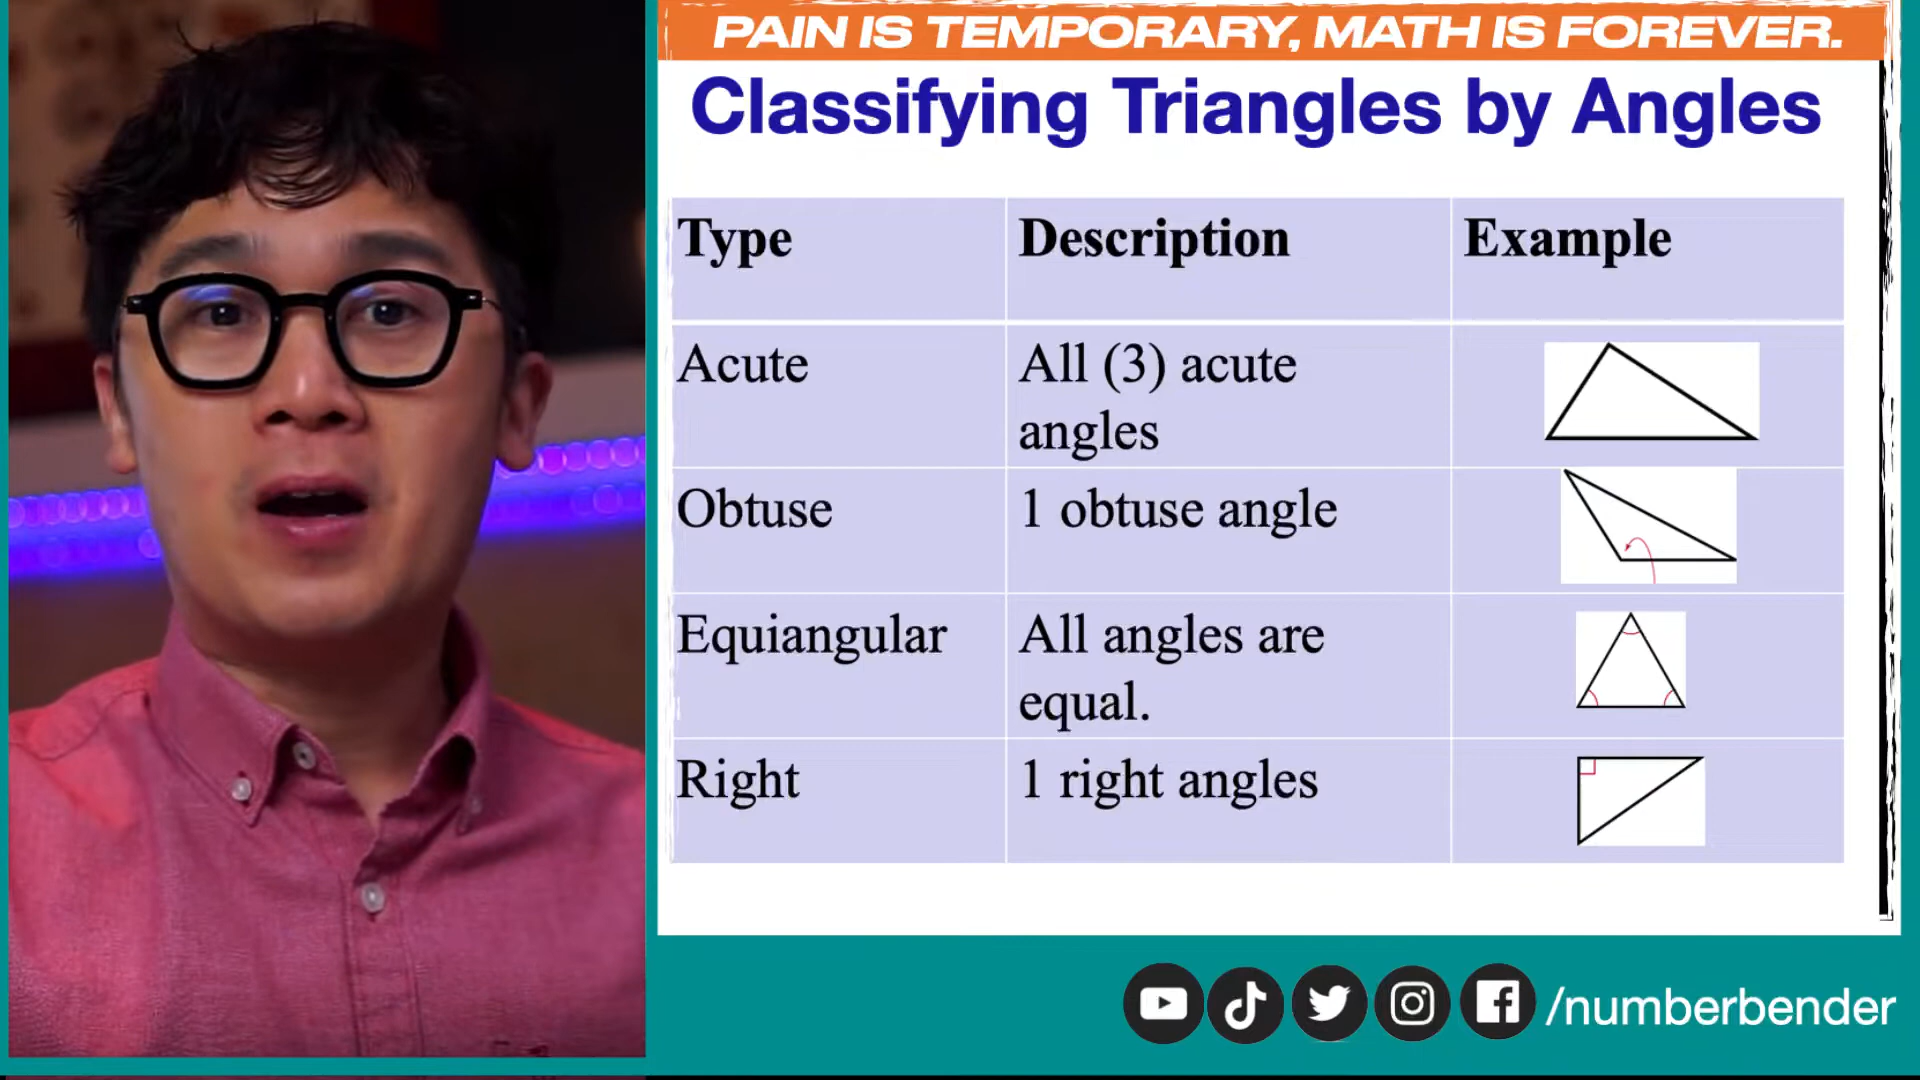 PAIN IS TEMPORARY, MATH IS FOREVER.
Classifying Triangles by Angles
Type Description Example
Acute All (3) acute
angles
Obtuse 1 obtuse angle
Equiangular All angles are
equal.
Right 1 right angles
/numberbender